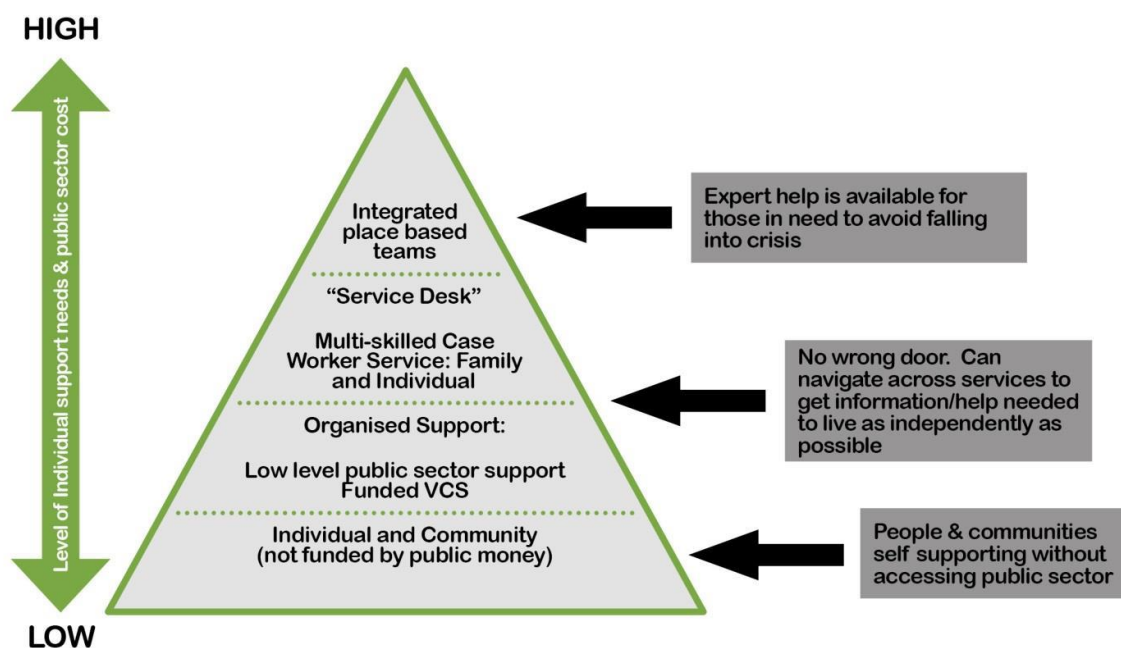 HIGH
Level of Individual support needs & public sector cost
LOW
Integrated
place based
teams
“Service Desk”
Multi-skilled Case
Worker Service: Family
and Individual
Organised Support:
Low level public sector support
Funded VCS
Individual and Community
(not funded by public money)
Expert help is available for
those in need to avoid falling
into crisis
No wrong door.  Can
navigate across services to
get information/help needed
to live as independently as
possible
People & communities
self supporting without
accessing public sector